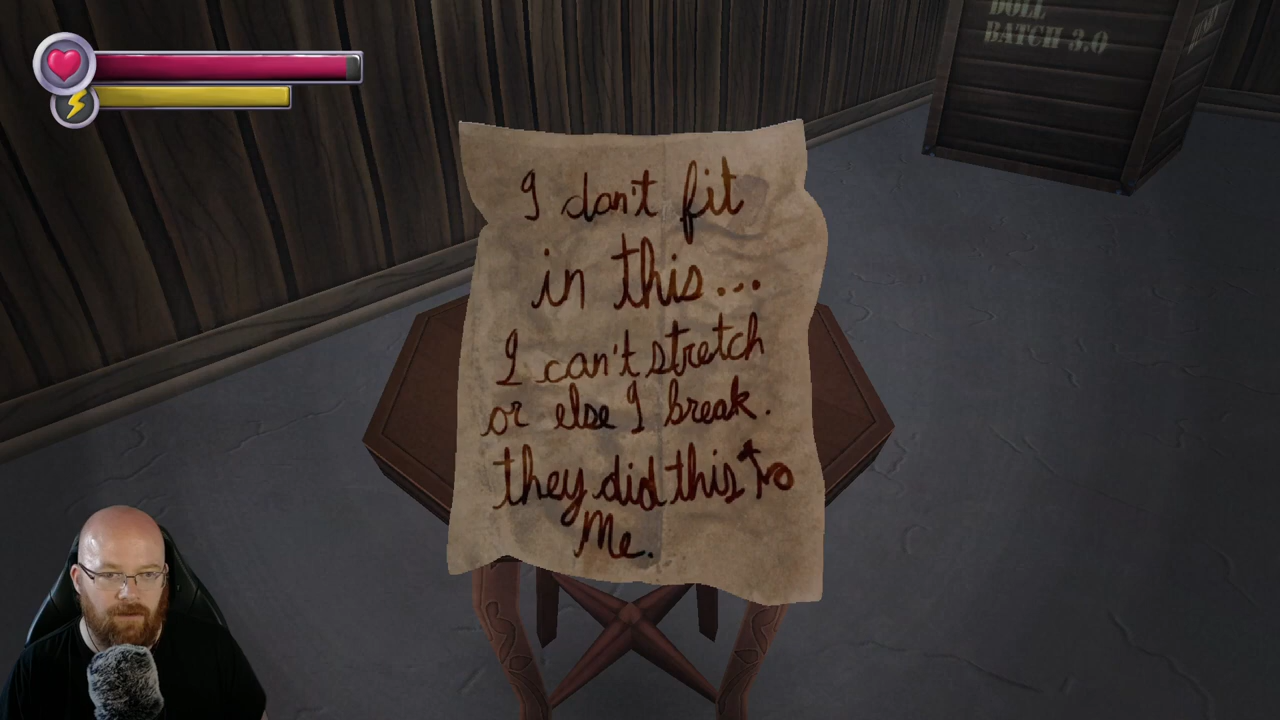 DOLL
BATCH 3.0
I don't fit
in this...
I can't stretch
or else I break.
they did this to
Me.